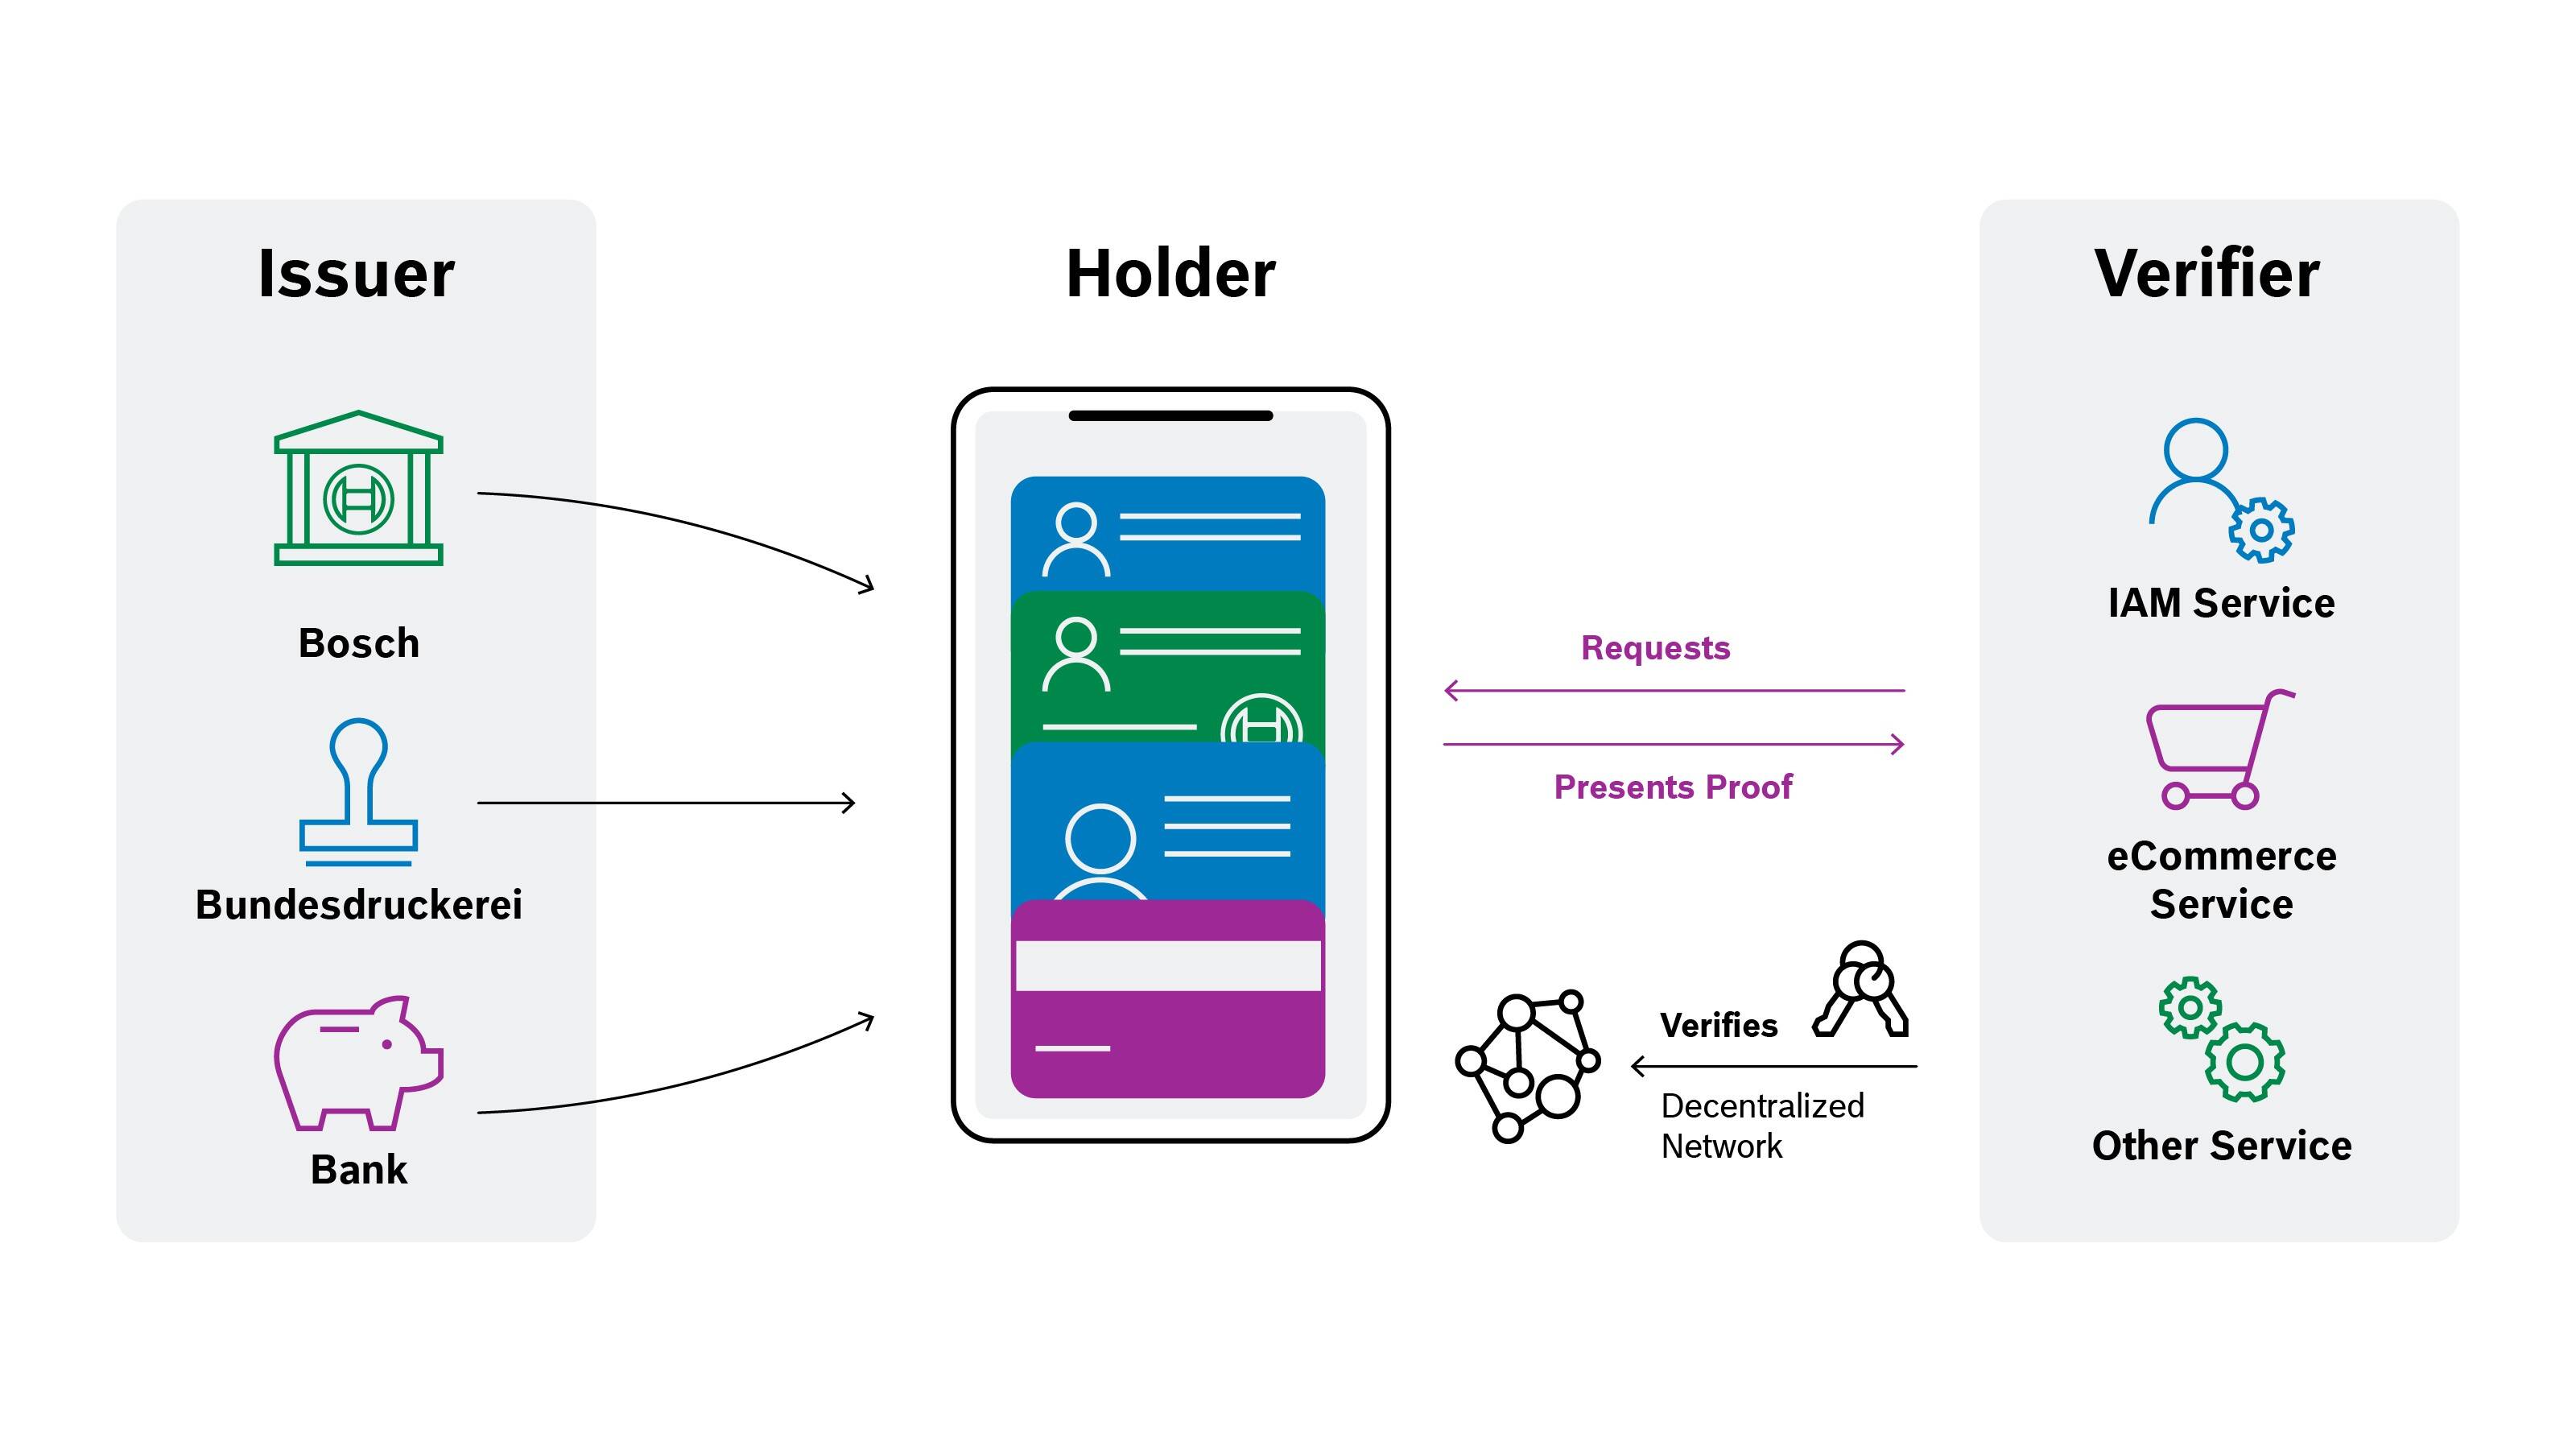 Issuer
Bosch
Bundesdruckerei
Bank
Holder
Requests
Presents Proof
Verifies
Decentralized
Network
Verifier
IAM Service
eCommerce
Service
Other Service